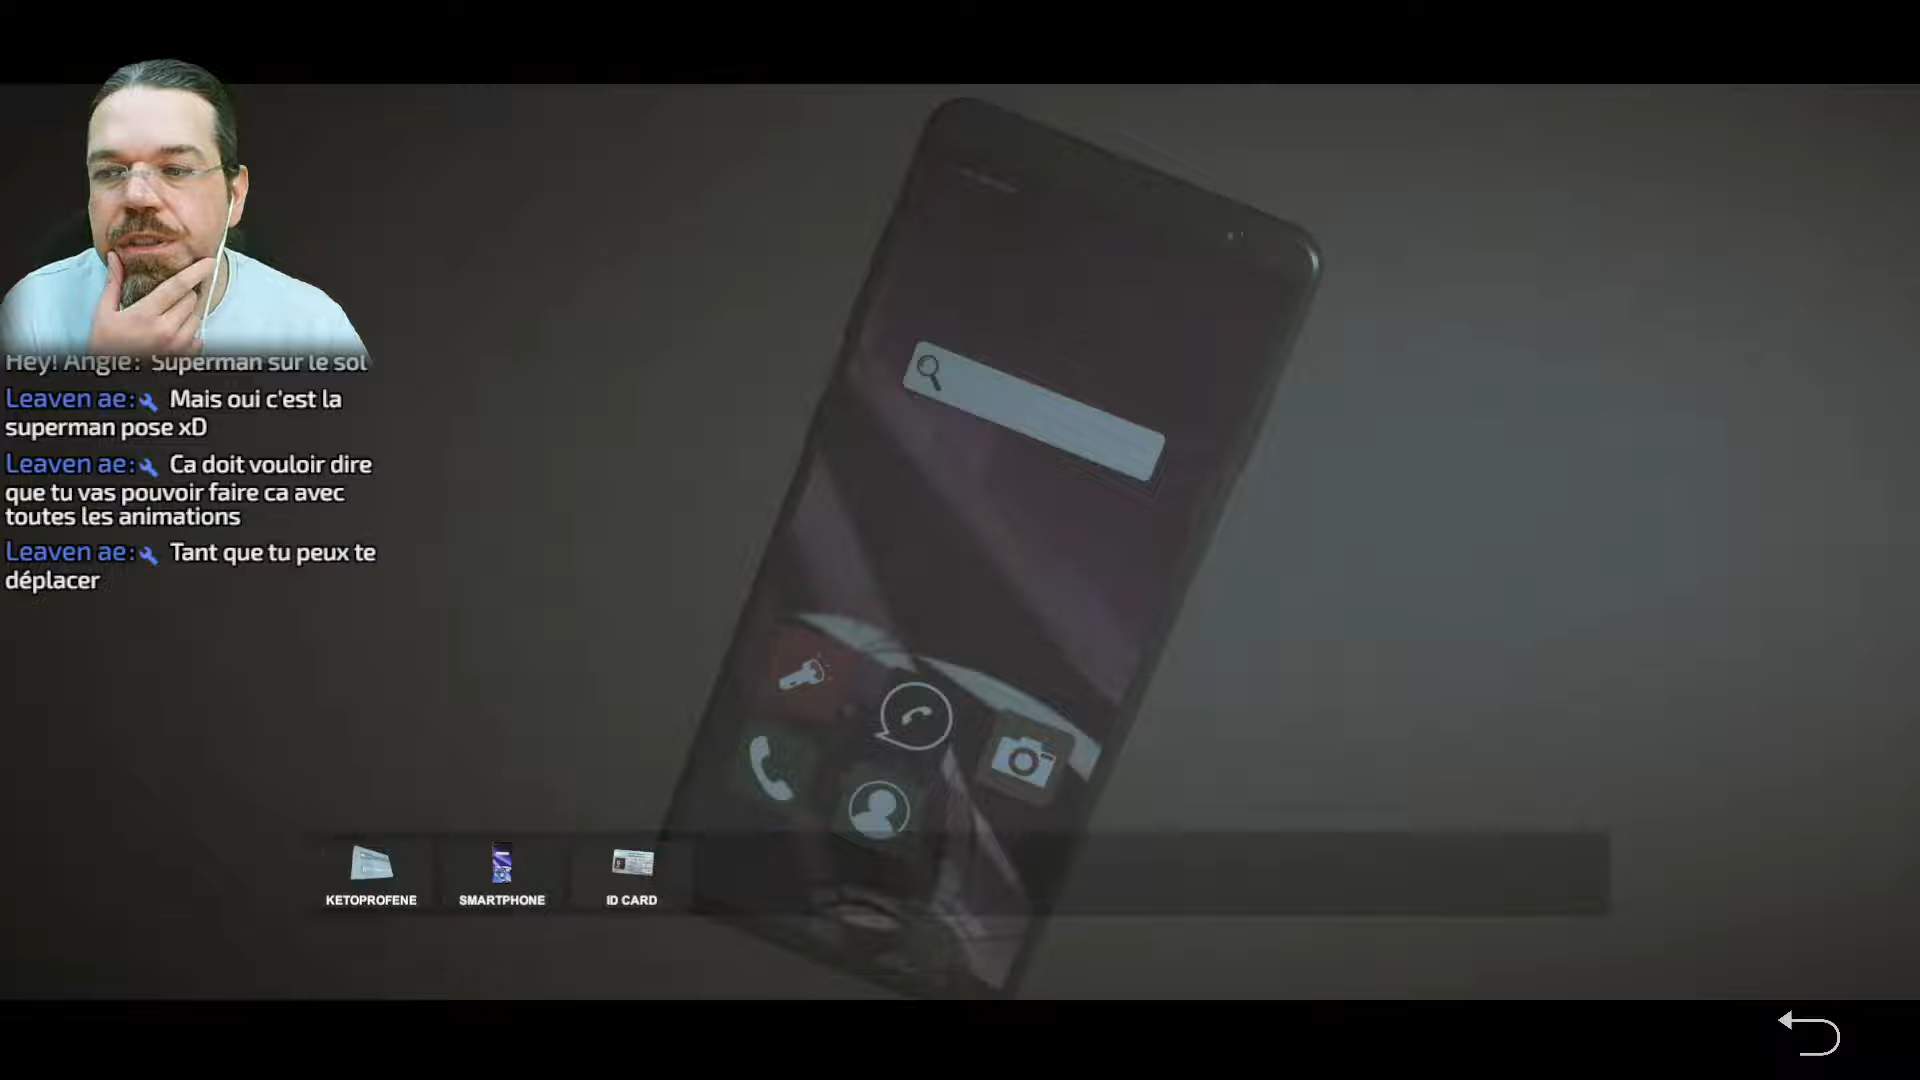 Hey! Angie: Superman sur le sol
Leaven ae: Mais oui c'est la
superman pose xD
Leaven ae: Ca doit vouloir dire
que tu vas pouvoir faire ca avec
toutes les animations
Leaven ae: Tant que tu peux te
déplacer
KETOPROFENE
SMARTPHONE
ID CARD